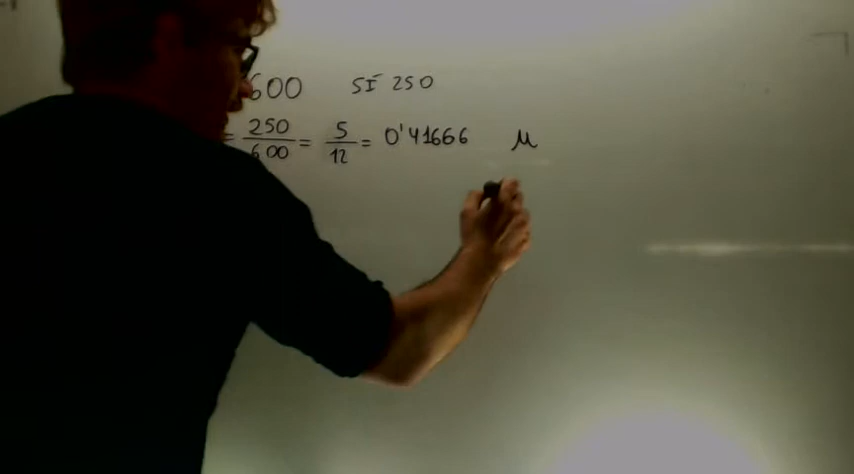 600 SÍ 250
= 250/600 = 5/12 = 0'41666 μ